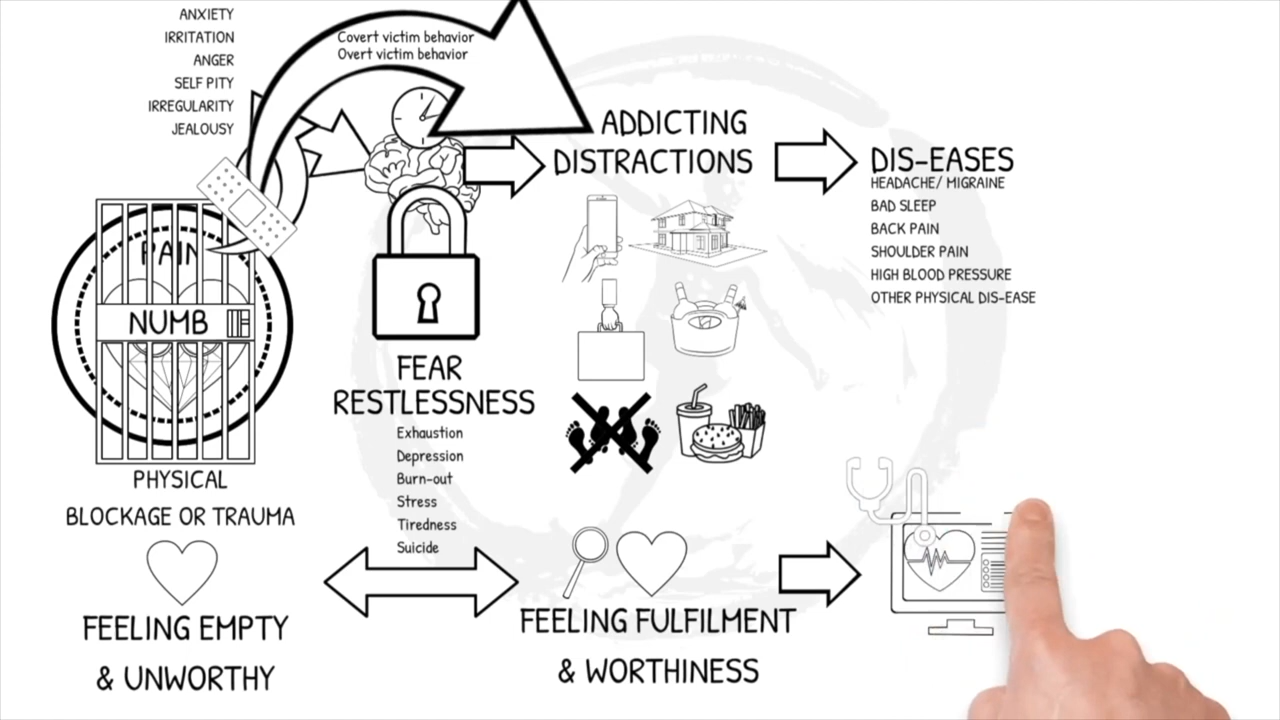 ANXIETY
IRRITATION
ANGER
SELF PITY
IRREGULARITY
JEALOUSY
Covert victim behavior
Overt victim behavior
PAIN
NUMB
PHYSICAL
BLOCKAGE OR TRAUMA
FEELING EMPTY
& UNWORTHY
FEAR
RESTLESSNESS
Exhaustion
Depression
Burn-out
Stress
Tiredness
Suicide
ADDICTING
DISTRACTIONS
FEELING FULFILMENT
& WORTHINESS
DIS-EASES
HEADACHE/ MIGRAINE
BAD SLEEP
BACK PAIN
SHOULDER PAIN
HIGH BLOOD PRESSURE
OTHER PHYSICAL DIS-EASE